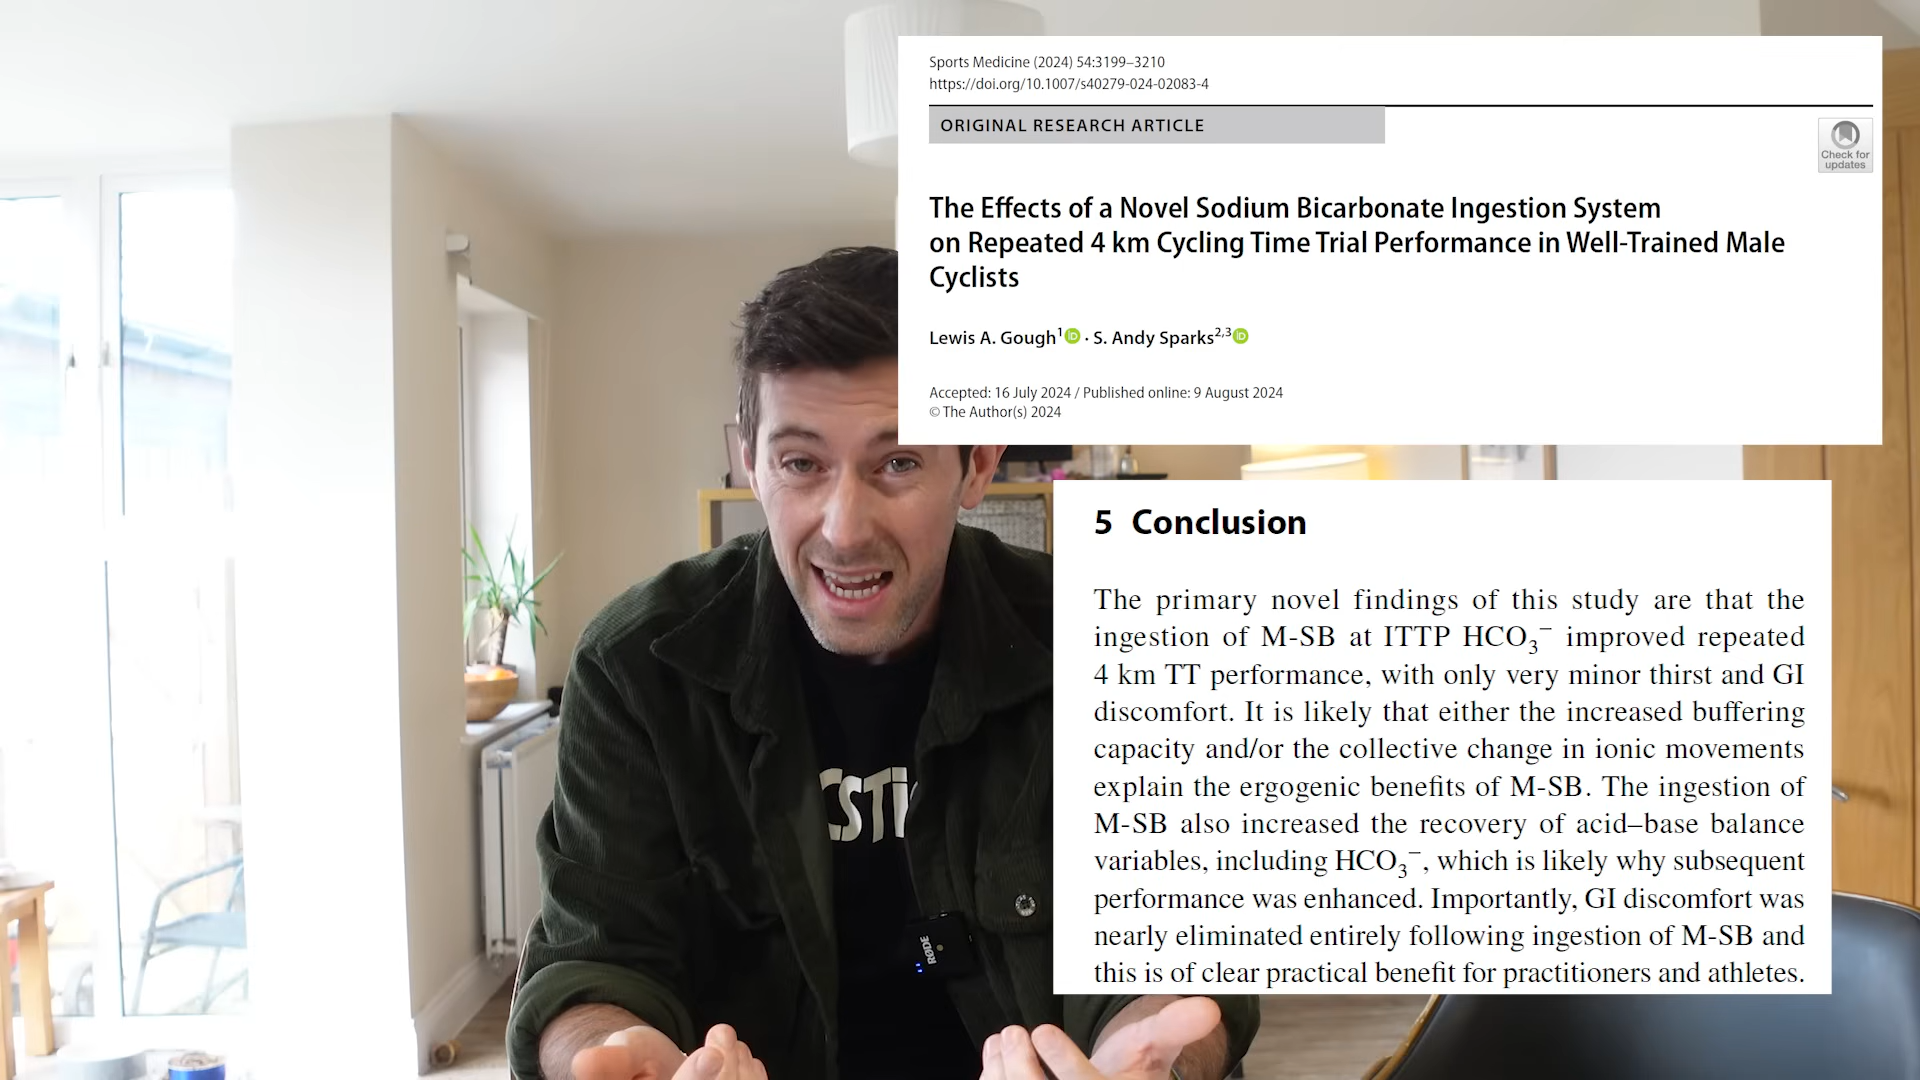 Sports Medicine (2024) 54:3199–3210
https://doi.org/10.1007/s40279-024-02083-4
ORIGINAL RESEARCH ARTICLE
Check for
updates
The Effects of a Novel Sodium Bicarbonate Ingestion System
on Repeated 4 km Cycling Time Trial Performance in Well-Trained Male
Cyclists
Lewis A. Gough¹ · S. Andy Sparks²,³
Accepted: 16 July 2024 / Published online: 9 August 2024
© The Author(s) 2024
5 Conclusion
The primary novel findings of this study are that the
ingestion of M-SB at ITTP HCO₃⁻ improved repeated
4 km TT performance, with only very minor thirst and GI
discomfort. It is likely that either the increased buffering
capacity and/or the collective change in ionic movements
explain the ergogenic benefits of M-SB. The ingestion of
M-SB also increased the recovery of acid–base balance
variables, including HCO₃⁻, which is likely why subsequent
performance was enhanced. Importantly, GI discomfort was
nearly eliminated entirely following ingestion of M-SB and
this is of clear practical benefit for practitioners and athletes.
CSTi
RØDE